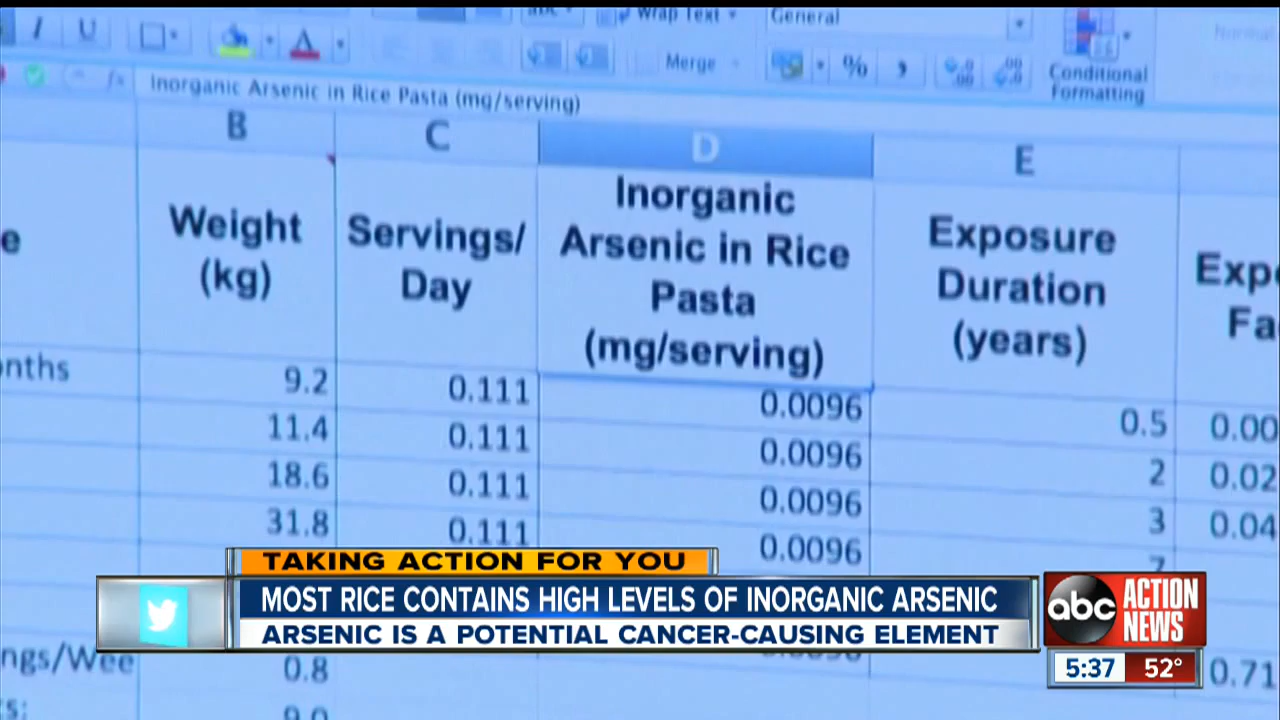 I U
Wrap Text
General
Merge
%
Conditional
Formatting
fx Inorganic Arsenic in Rice Pasta (mg/serving)
B C D E
Weight
(kg)
Servings/
Day
Inorganic
Arsenic in Rice
Pasta
(mg/serving)
Exposure
Duration
(years)
9.2 0.111 0.0096 0.5
11.4 0.111 0.0096 2
18.6 0.111 0.0096 3
31.8 0.111 0.0096
0.8
TAKING ACTION FOR YOU
MOST RICE CONTAINS HIGH LEVELS OF INORGANIC ARSENIC
ARSENIC IS A POTENTIAL CANCER-CAUSING ELEMENT
abc ACTION
NEWS
5:37 52°